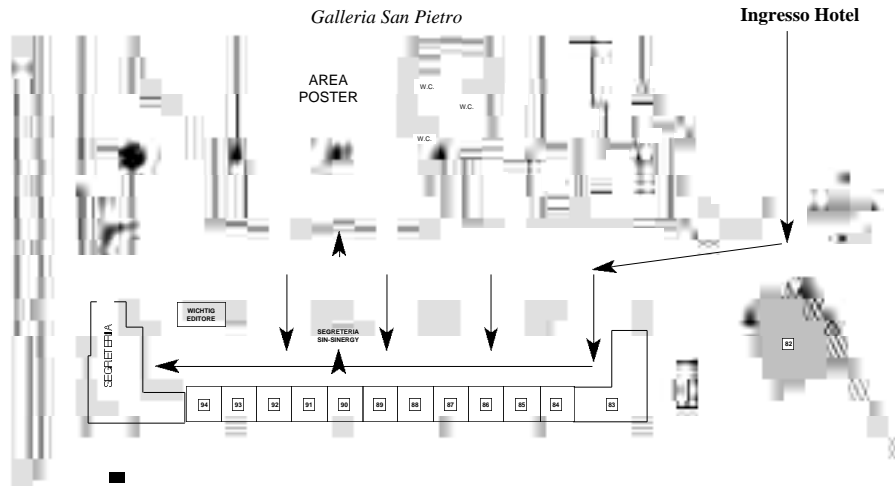 Galleria San Pietro
Ingresso Hotel
AREA
POSTER
W.C.
W.C.
W.C.
WICHTIG
EDITORE
SEGRETERIA
SIN-SINERGY
SEGRETERIA
82
94
93
92
91
90
89
88
87
86
85
84
83